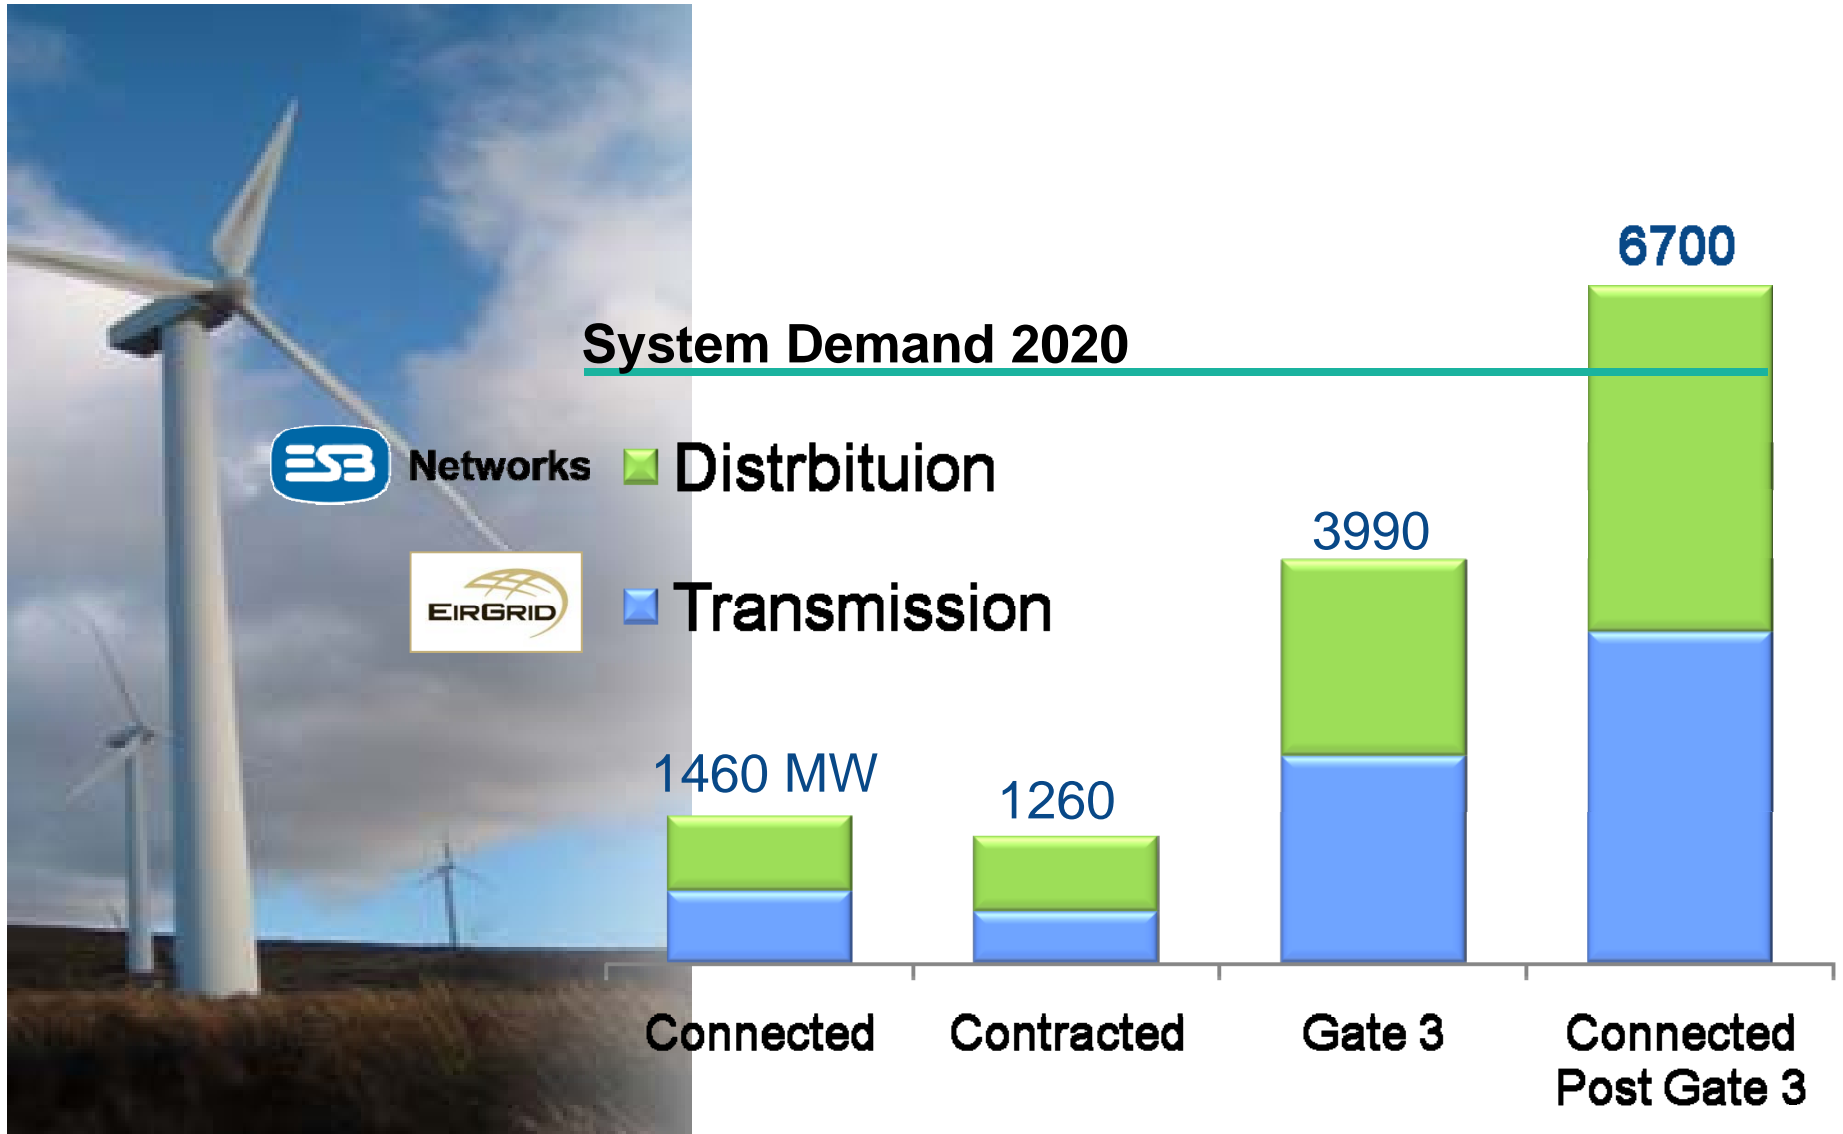 6700
System Demand 2020
ESB Networks
Distrbituion
3990
EIRGRID
Transmission
1460 MW
1260
Connected
Contracted
Gate 3
Connected
Post Gate 3